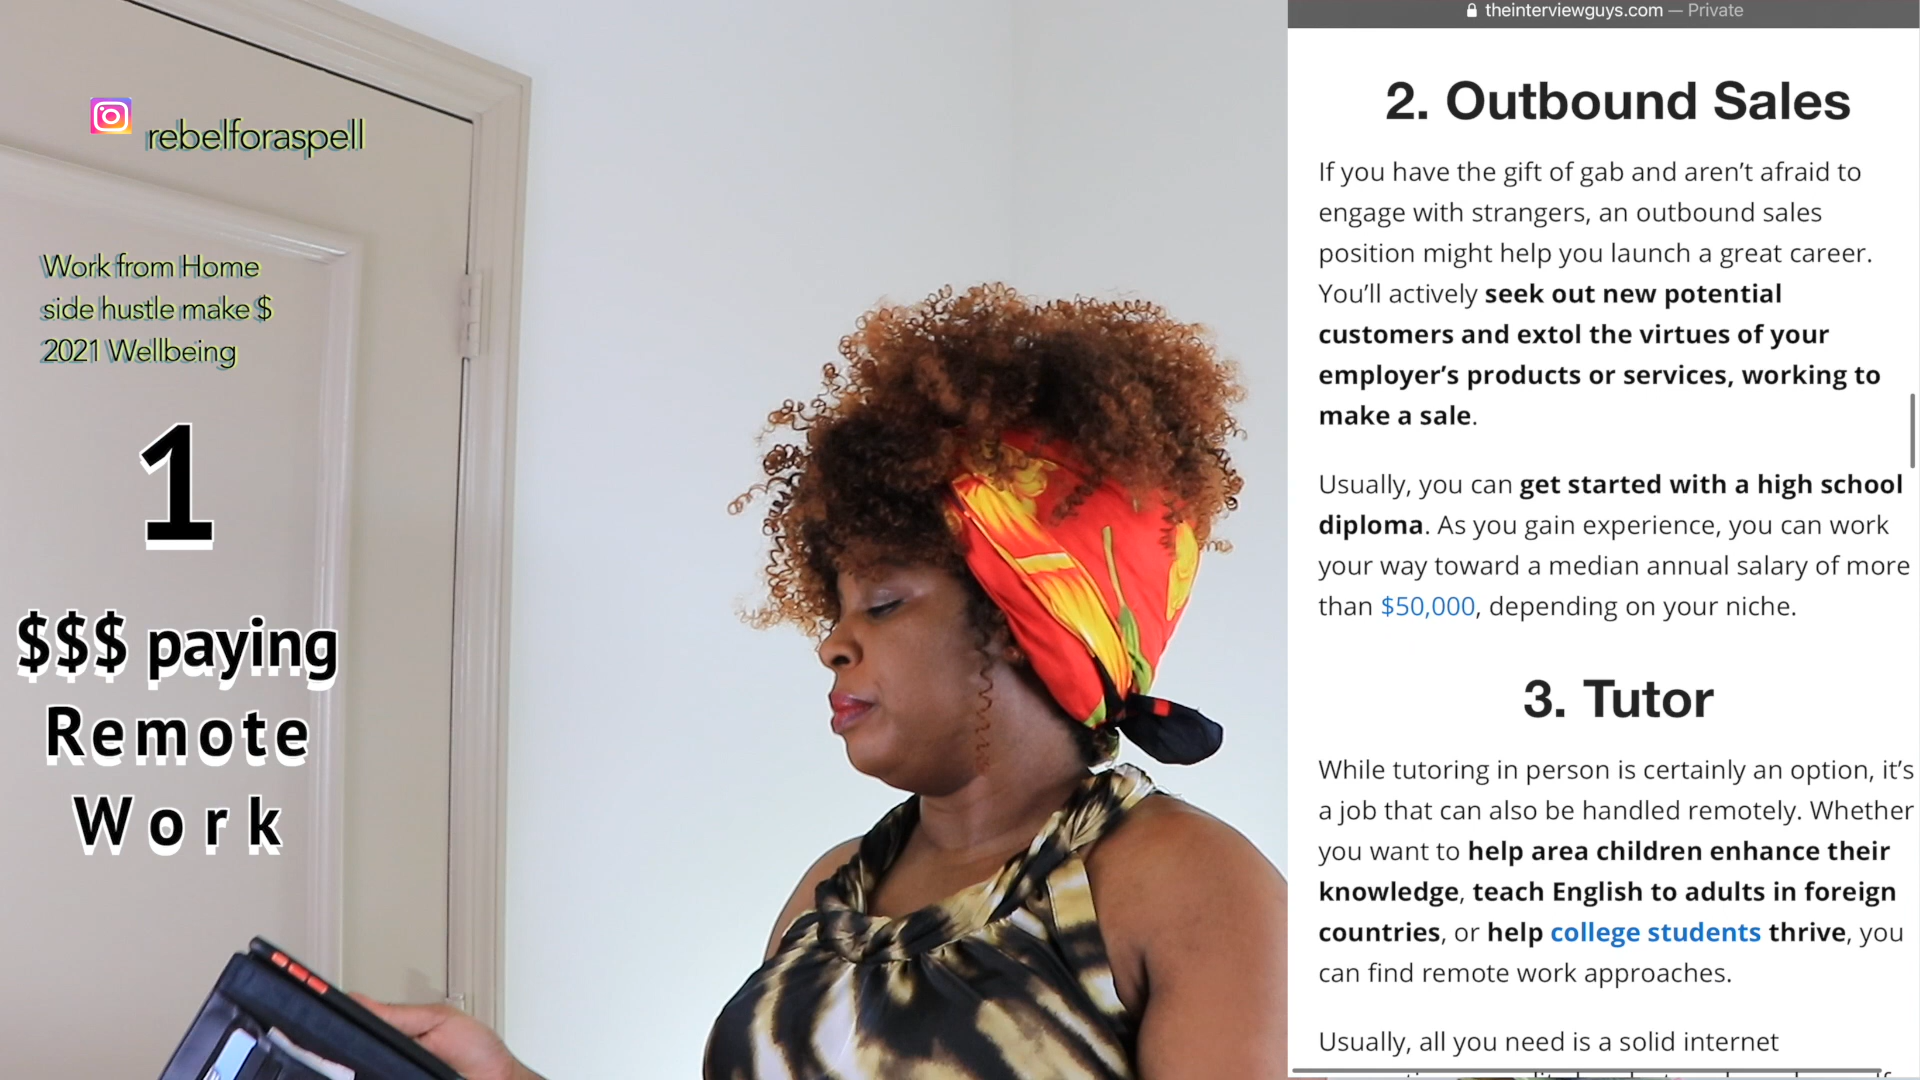 rebelforaspell
Work from Home
side hustle make $
2021 Wellbeing
1
$$$ paying
Remote
Work
theinterviewguys.com — Private
2. Outbound Sales
If you have the gift of gab and aren’t afraid to
engage with strangers, an outbound sales
position might help you launch a great career.
You’ll actively seek out new potential
customers and extol the virtues of your
employer’s products or services, working to
make a sale.
Usually, you can get started with a high school
diploma. As you gain experience, you can work
your way toward a median annual salary of more
than $50,000, depending on your niche.
3. Tutor
While tutoring in person is certainly an option, it’s
a job that can also be handled remotely. Whether
you want to help area children enhance their
knowledge, teach English to adults in foreign
countries, or help college students thrive, you
can find remote work approaches.
Usually, all you need is a solid internet